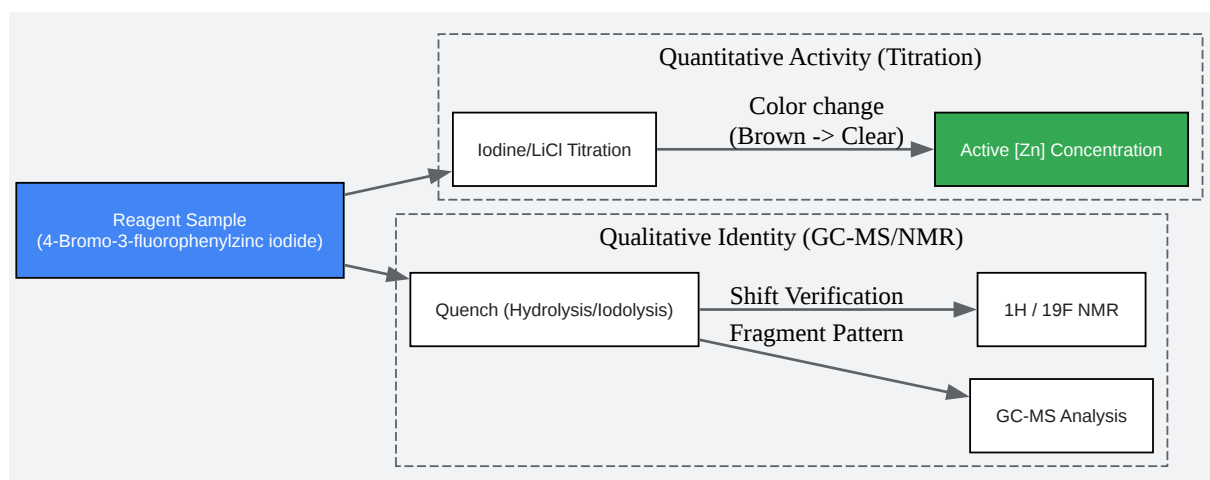 Quantitative Activity (Titration)
Color change
(Brown -> Clear)
Iodine/LiCl Titration
Active [Zn] Concentration
Reagent Sample
(4-Bromo-3-fluorophenylzinc iodide)
Qualitative Identity (GC-MS/NMR)
Quench (Hydrolysis/Iodolysis)
Shift Verification
1H / 19F NMR
Fragment Pattern
GC-MS Analysis